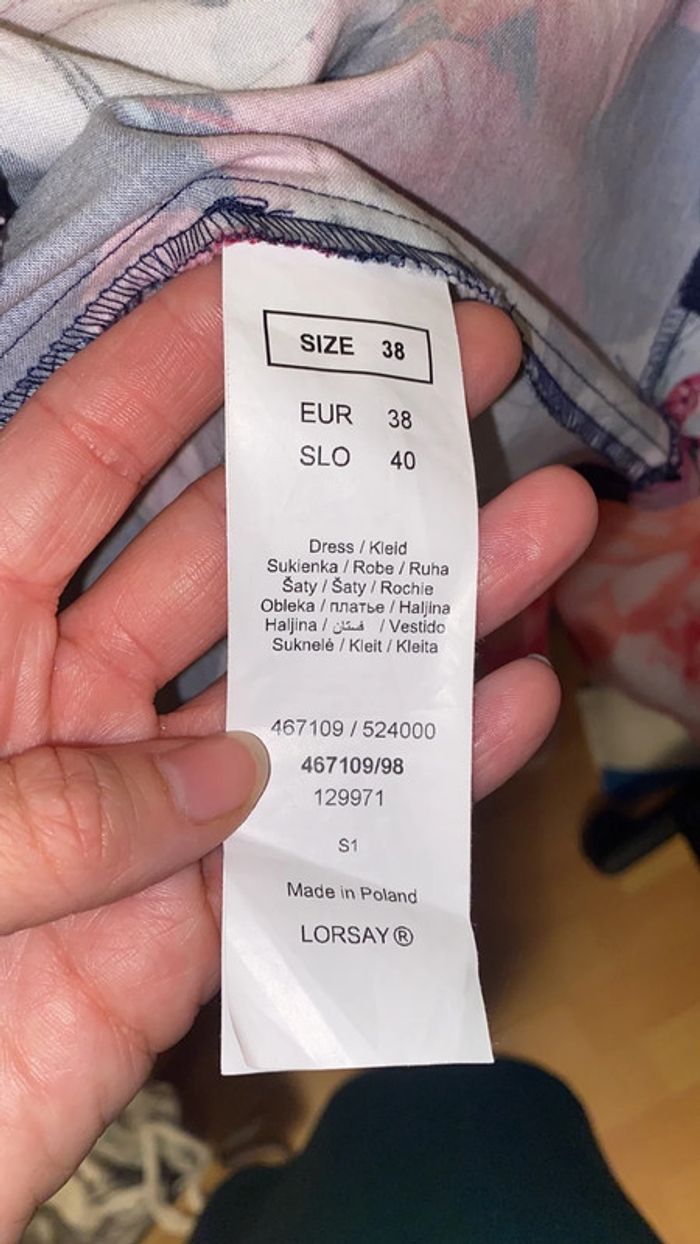 SIZE 38
EUR 38
SLO 40
Dress / Kleid
Sukienka / Robe / Ruha
Šaty / Šaty / Rochie
Obleka / платье / Haljina
Haljina / فستان / Vestido
Suknelė / Kleit / Kleita
467109 / 524000
467109/98
129971
S1
Made in Poland
LORSAY®